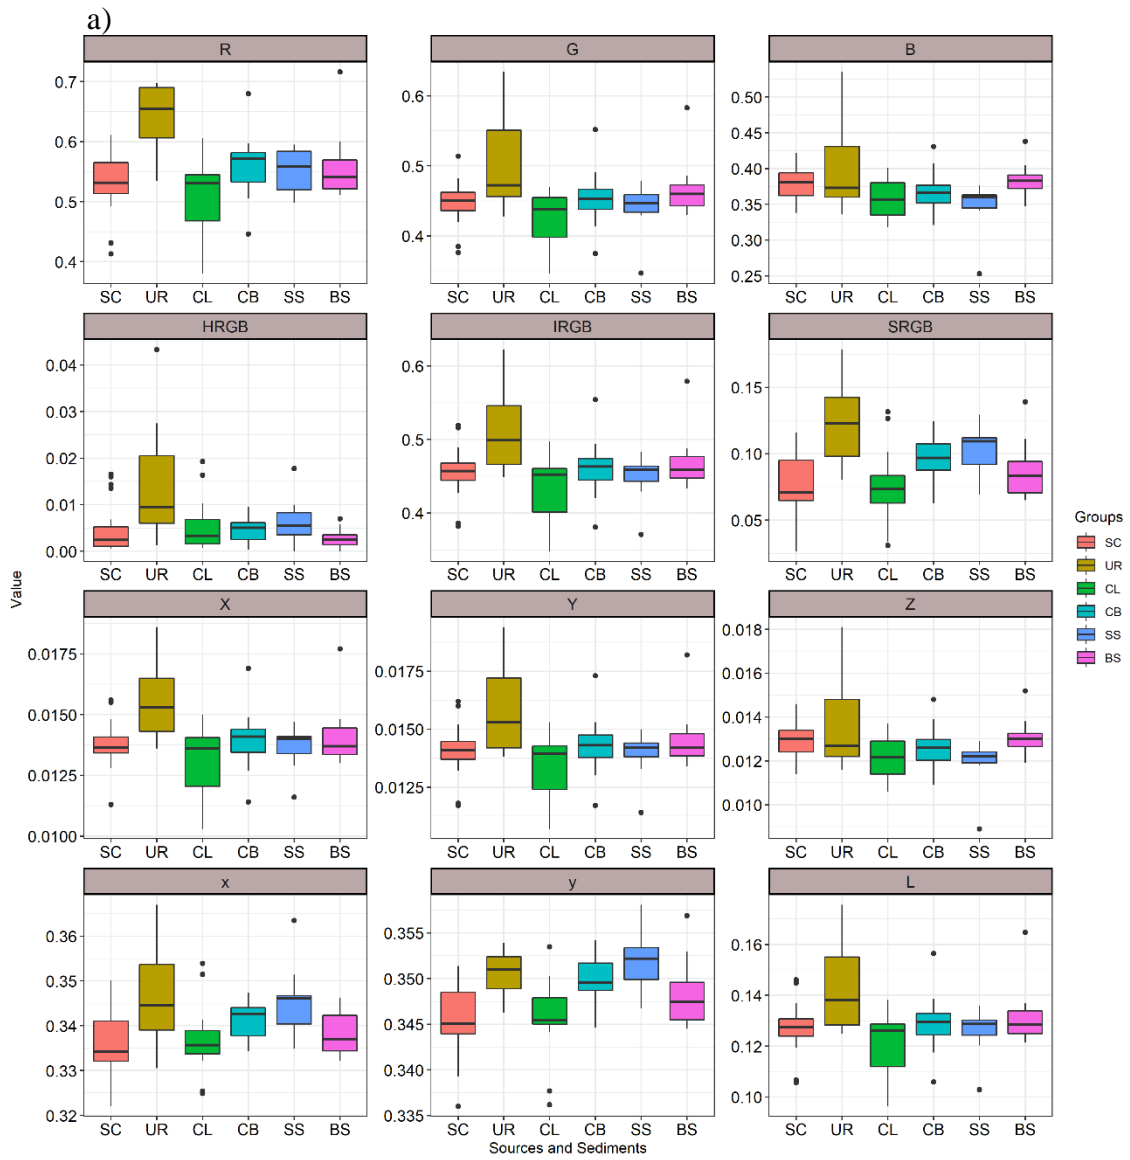 a)
R G B
0.7
0.6
0.5
0.4
0.6
0.5
0.4
0.50
0.45
0.40
0.35
0.30
0.25
SC UR CL CB SS BS SC UR CL CB SS BS SC UR CL CB SS BS
HRGB IRGB SRGB
0.04
0.03
0.02
0.01
0.00
0.6
0.5
0.4
0.15
0.10
0.05
SC UR CL CB SS BS SC UR CL CB SS BS SC UR CL CB SS BS
X Y Z
0.0175
0.0150
0.0125
0.0100
0.0175
0.0150
0.0125
0.018
0.016
0.014
0.012
0.010
SC UR CL CB SS BS SC UR CL CB SS BS SC UR CL CB SS BS
x y L
0.36
0.35
0.34
0.33
0.32
0.355
0.350
0.345
0.340
0.335
0.16
0.14
0.12
0.10
SC UR CL CB SS BS SC UR CL CB SS BS SC UR CL CB SS BS
Value
Sources and Sediments
Groups
SC
UR
CL
CB
SS
BS